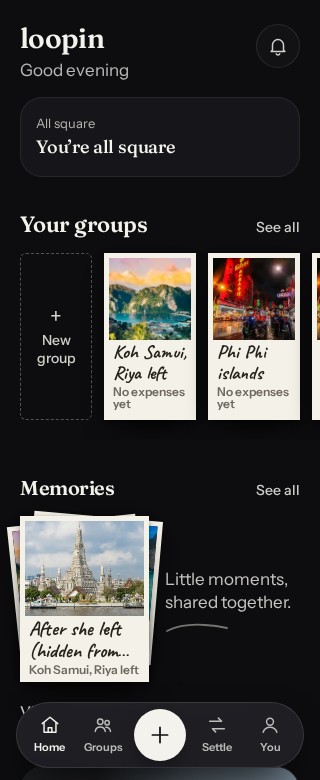 loopin
Good evening
All square
You're all square
Your groups
See all
+
New
group
Koh Samui,
Riya left
No expenses
yet
Phi Phi
islands
No expenses
yet
Memories
See all
After she left
(hidden from...
Koh Samui, Riya left
Little moments,
shared together.
Home
Groups
+
Settle
You